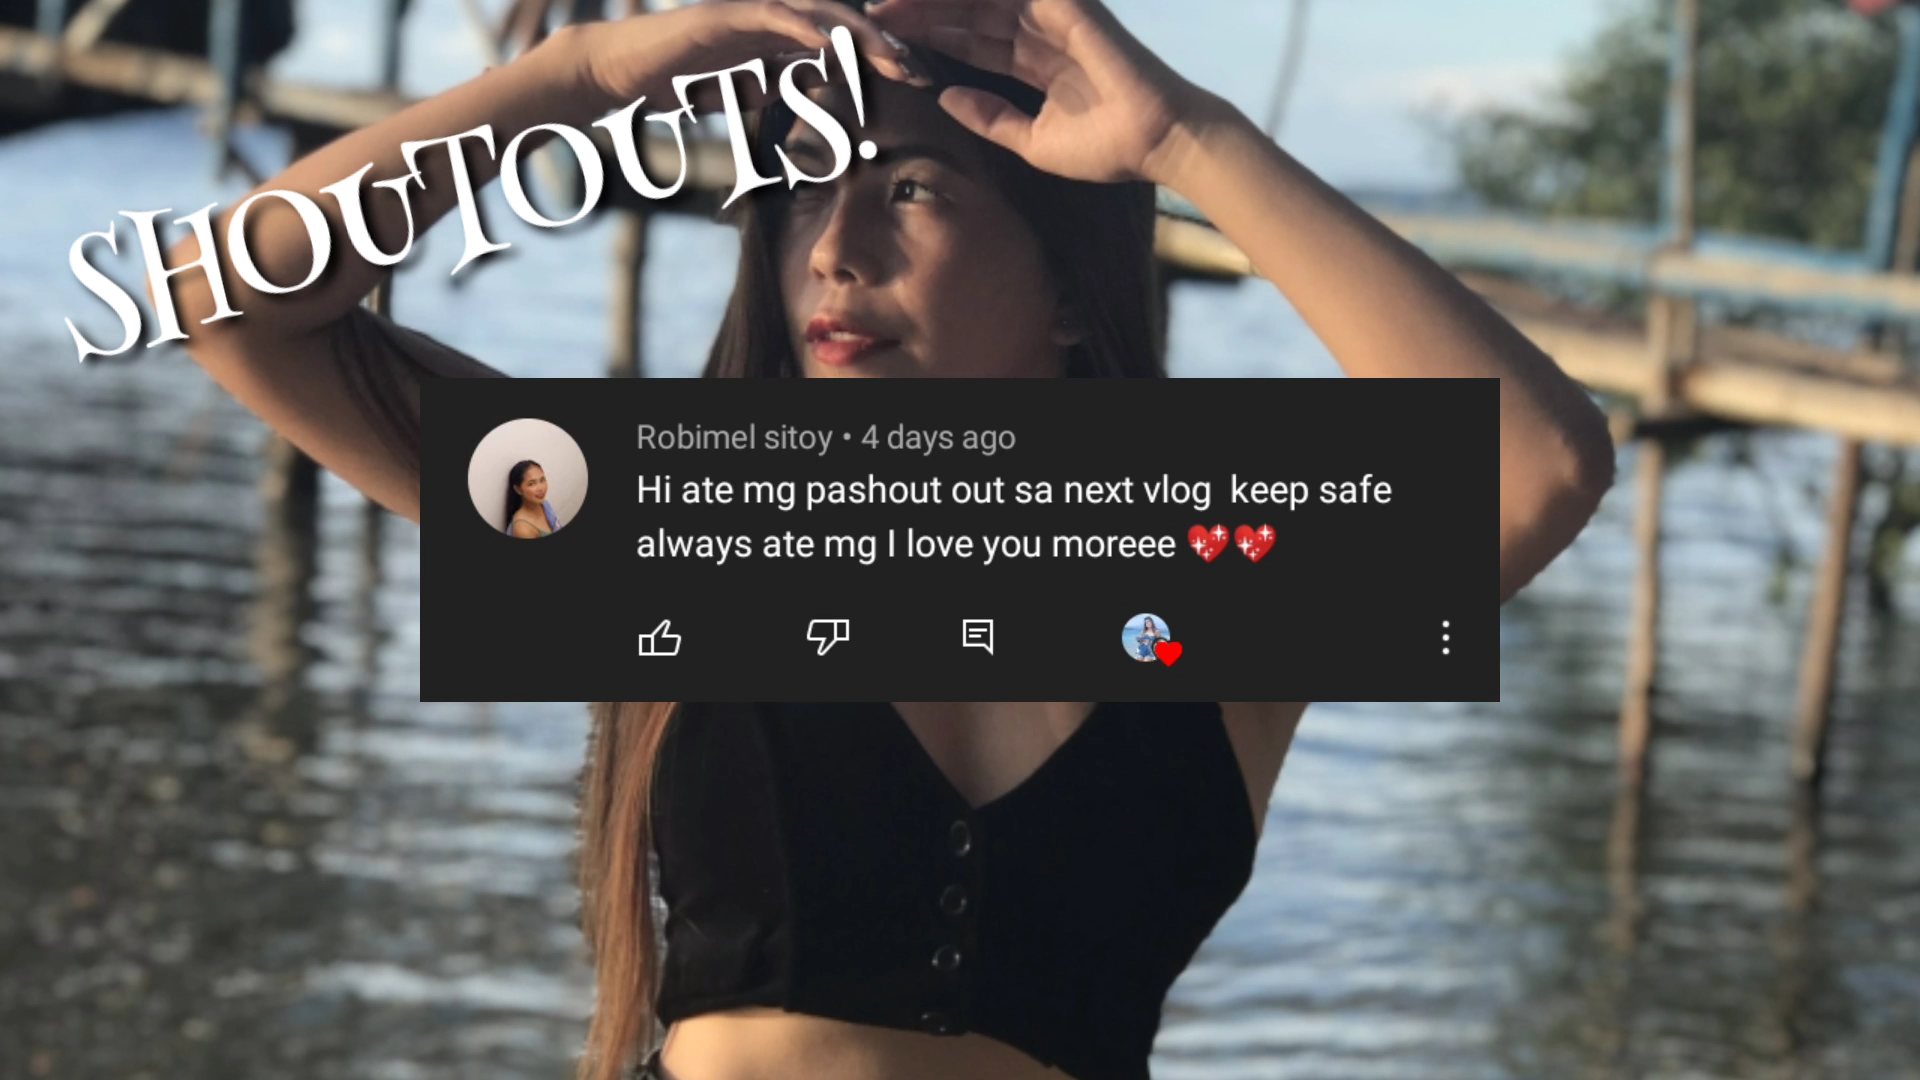 SHOUTOUTS!
Robimel sitoy • 4 days ago
Hi ate mg pashout out sa next vlog  keep safe
always ate mg I love you moreee 💖💖